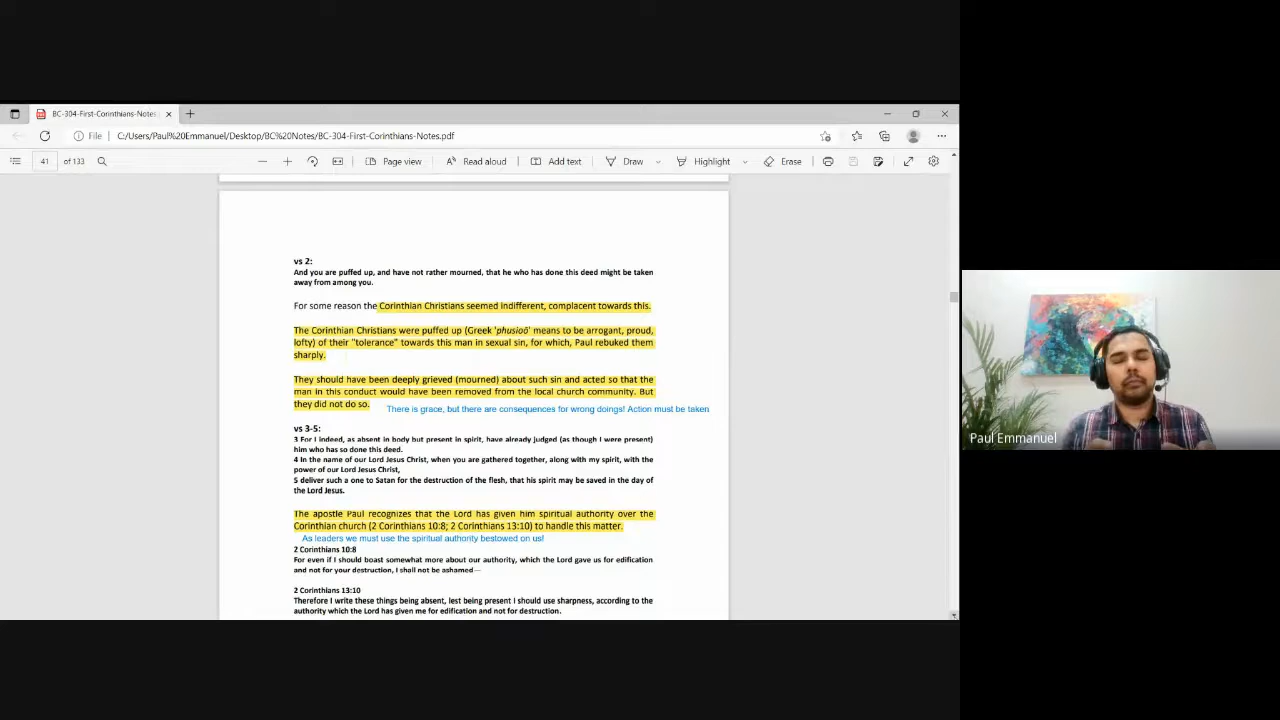 BC-304-First-Corinthians-Notes
File
C:/Users/Paul%20Emmanuel/Desktop/BC%20Notes/BC-304-First-Corinthians-Notes.pdf
41 of 133
Page view
Read aloud
Add text
Draw
Highlight
Erase
vs 2:
And you are puffed up, and have not rather mourned, that he who has done this deed might be taken
away from among you.
For some reason the Corinthian Christians seemed indifferent, complacent towards this.
The Corinthian Christians were puffed up (Greek 'phusioō' means to be arrogant, proud,
lofty) of their "tolerance" towards this man in sexual sin, for which, Paul rebuked them
sharply.
They should have been deeply grieved (mourned) about such sin and acted so that the
man in this conduct would have been removed from the local church community. But
they did not do so.
There is grace, but there are consequences for wrong doings! Action must be taken
vs 3-5:
3 For I indeed, as absent in body but present in spirit, have already judged (as though I were present)
him who has so done this deed.
4 In the name of our Lord Jesus Christ, when you are gathered together, along with my spirit, with the
power of our Lord Jesus Christ,
5 deliver such a one to Satan for the destruction of the flesh, that his spirit may be saved in the day of
the Lord Jesus.
The apostle Paul recognizes that the Lord has given him spiritual authority over the
Corinthian church (2 Corinthians 10:8; 2 Corinthians 13:10) to handle this matter.
As leaders we must use the spiritual authority bestowed on us!
2 Corinthians 10:8
For even if I should boast somewhat more about our authority, which the Lord gave us for edification
and not for your destruction, I shall not be ashamed—
2 Corinthians 13:10
Therefore I write these things being absent, lest being present I should use sharpness, according to the
authority which the Lord has given me for edification and not for destruction.
Paul Emmanuel